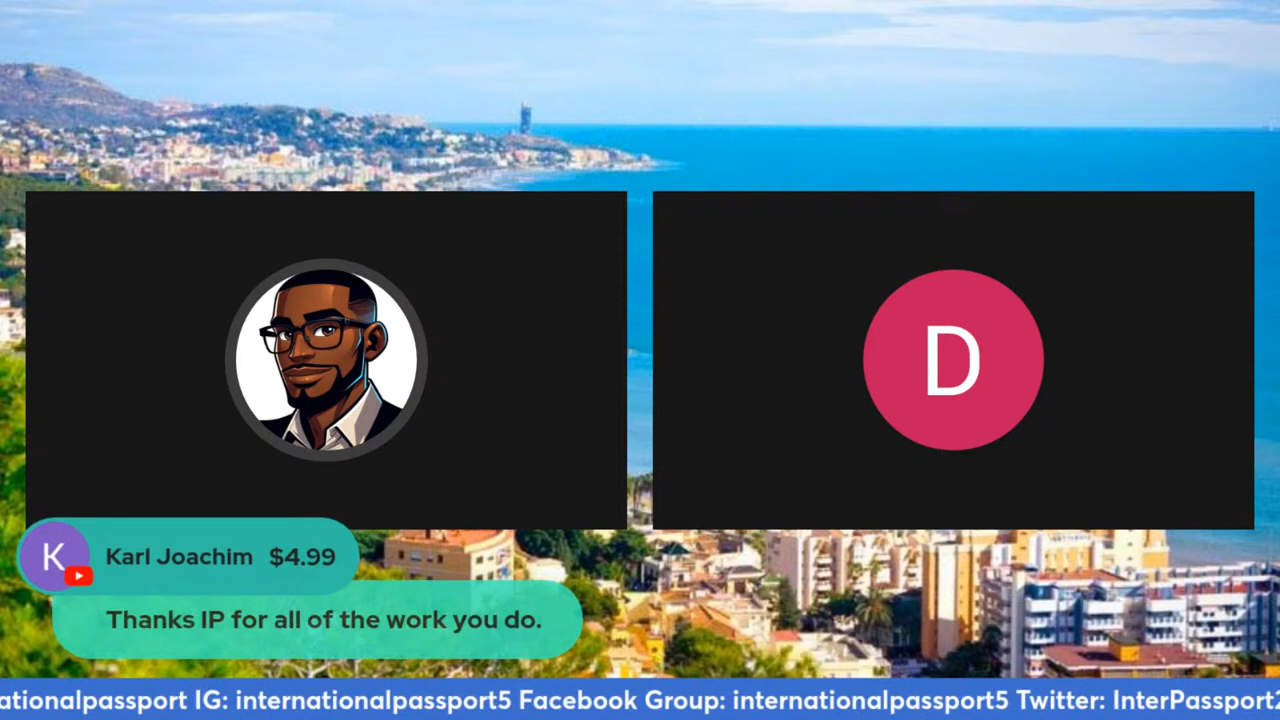 D
K Karl Joachim $4.99
Thanks IP for all of the work you do.
ationalpassport IG: internationalpassport5 Facebook Group: internationalpassport5 Twitter: InterPassport